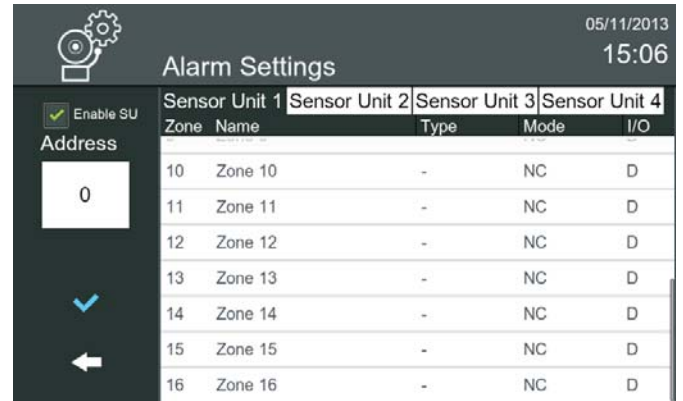 05/11/2013
15:06
Alarm Settings
Enable SU
Address
0
Sensor Unit 1 Sensor Unit 2 Sensor Unit 3 Sensor Unit 4
Zone Name Type Mode I/O
10 Zone 10 - NC D
11 Zone 11 - NC D
12 Zone 12 - NC D
13 Zone 13 - NC D
14 Zone 14 - NC D
15 Zone 15 - NC D
16 Zone 16 - NC D